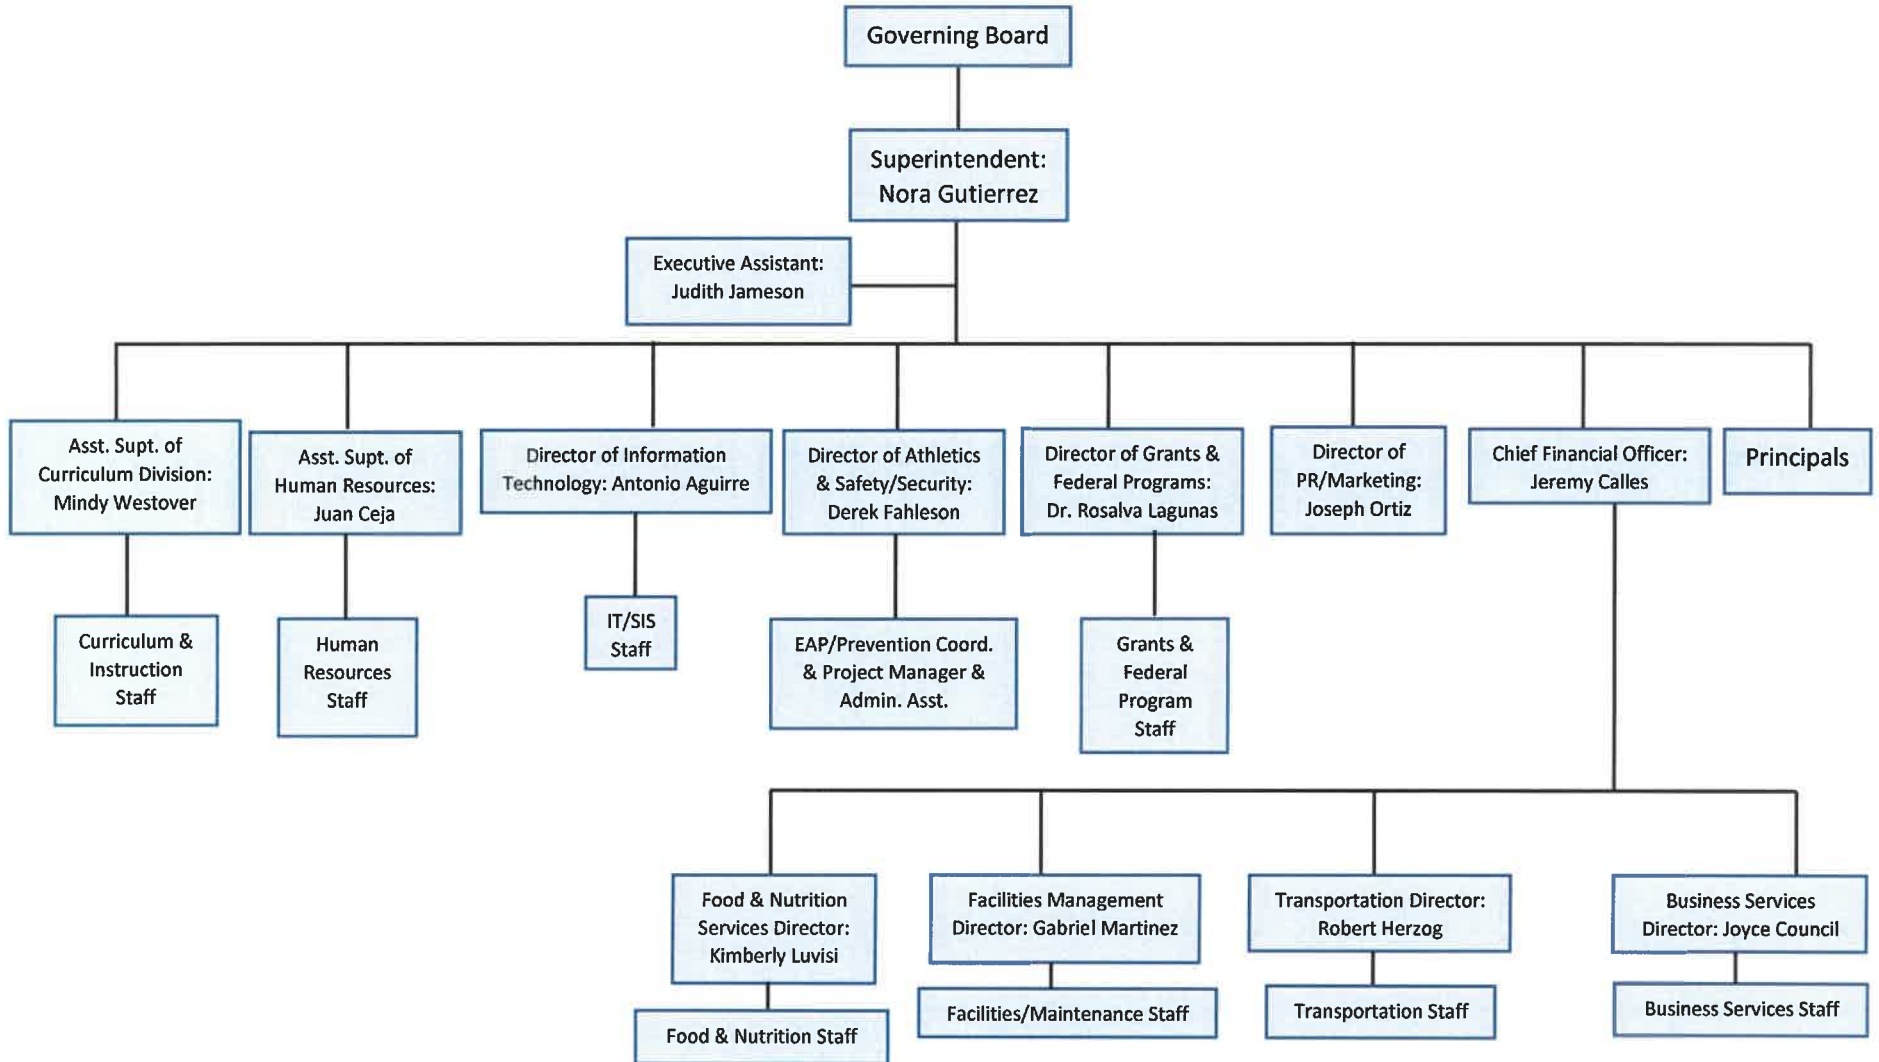 Governing Board
Superintendent:
Nora Gutierrez
Executive Assistant:
Judith Jameson
Asst. Supt. of
Curriculum Division:
Mindy Westover
Asst. Supt. of
Human Resources:
Juan Ceja
Director of Information
Technology: Antonio Aguirre
Director of Athletics
& Safety/Security:
Derek Fahleson
Director of Grants &
Federal Programs:
Dr. Rosalva Lagunas
Director of
PR/Marketing:
Joseph Ortiz
Chief Financial Officer:
Jeremy Calles
Principals
Curriculum &
Instruction
Staff
Human
Resources
Staff
IT/SIS
Staff
EAP/Prevention Coord.
& Project Manager &
Admin. Asst.
Grants &
Federal
Program
Staff
Food & Nutrition
Services Director:
Kimberly Luvisi
Facilities Management
Director: Gabriel Martinez
Transportation Director:
Robert Herzog
Business Services
Director: Joyce Council
Food & Nutrition Staff
Facilities/Maintenance Staff
Transportation Staff
Business Services Staff